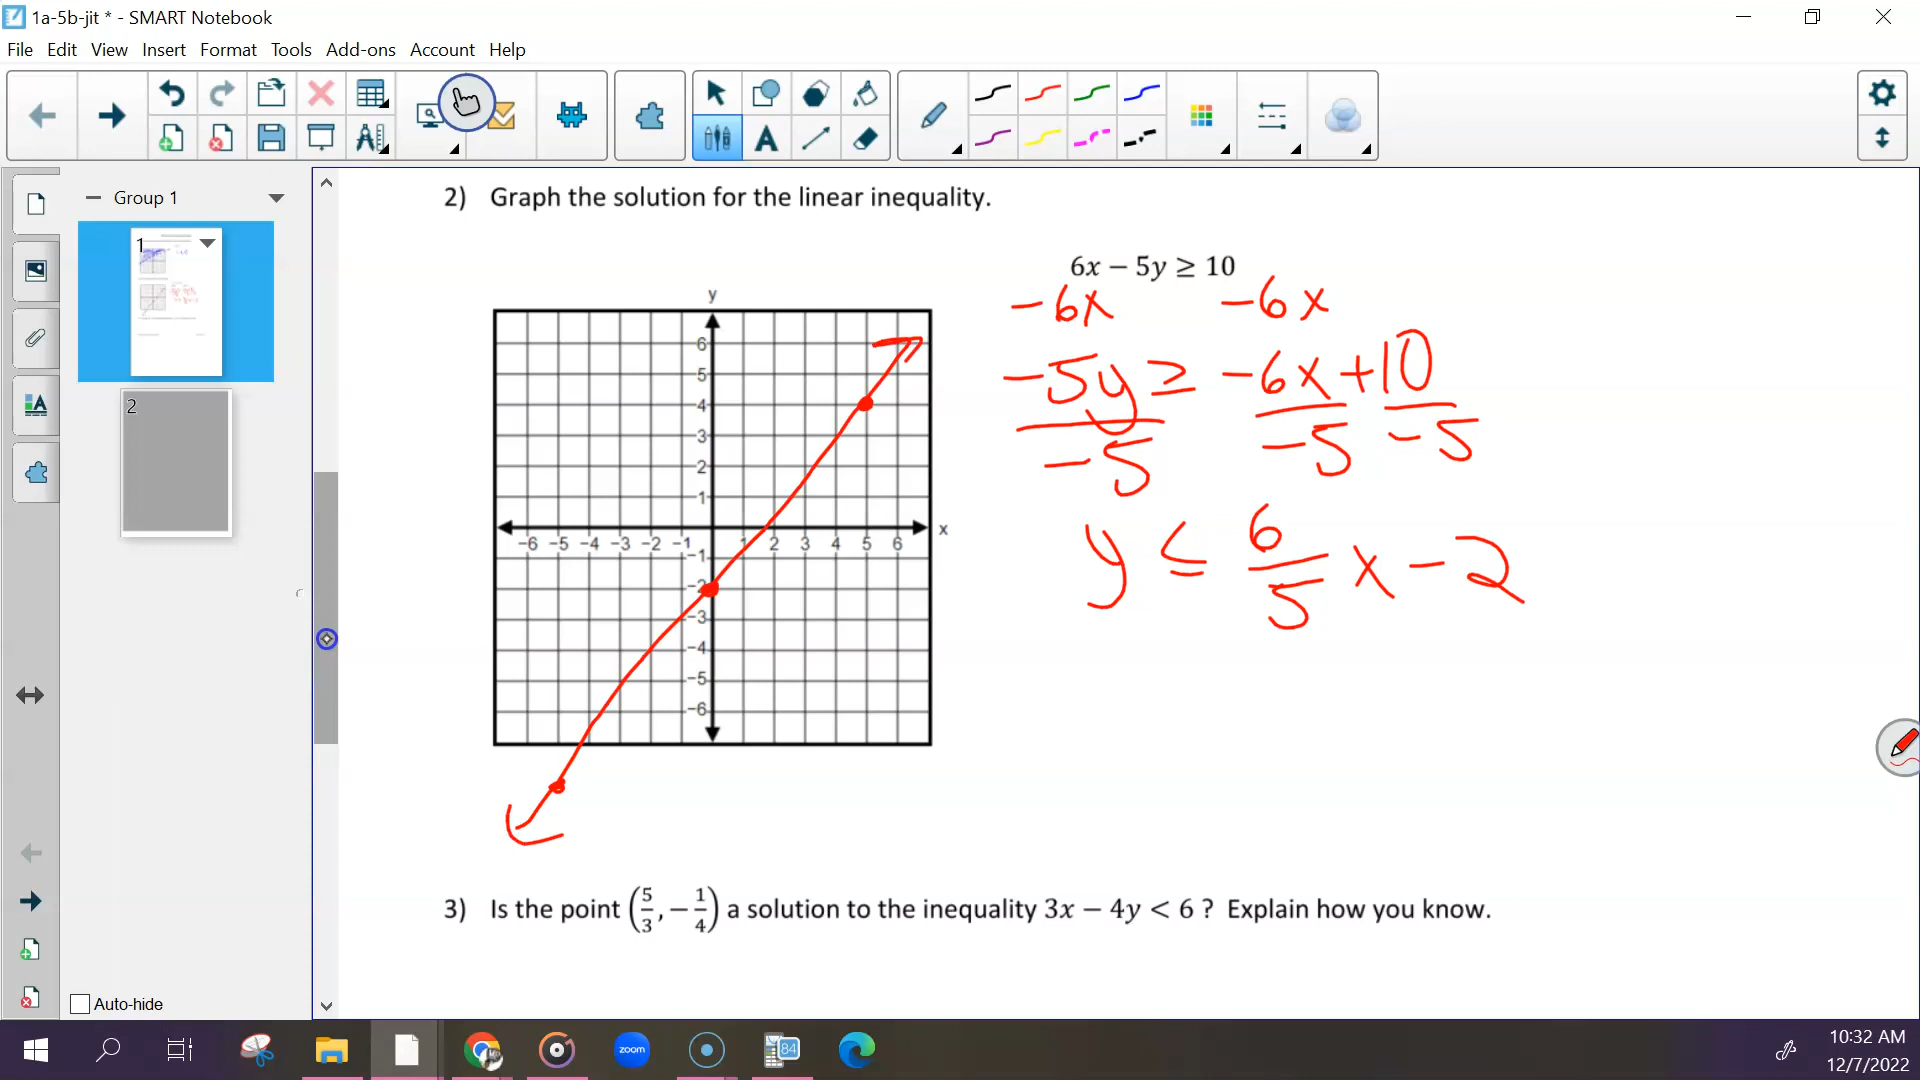 1a-5b-jit * - SMART Notebook
File Edit View Insert Format Tools Add-ons Account Help
Group 1
1
2
2) Graph the solution for the linear inequality.
6x − 5y ≥ 10
−6x −6x
−5y ≥ −6x + 10
−5 −5 −5
y ≤ 6/5 x − 2
y
6
5
4
3
2
1
x
−6 −5 −4 −3 −2 −1 1 2 3 4 5 6
−1
−2
−3
−4
−5
−6
3) Is the point (5/3, −1/4) a solution to the inequality 3x − 4y < 6 ? Explain how you know.
Auto-hide
zoom
84
10:32 AM
12/7/2022